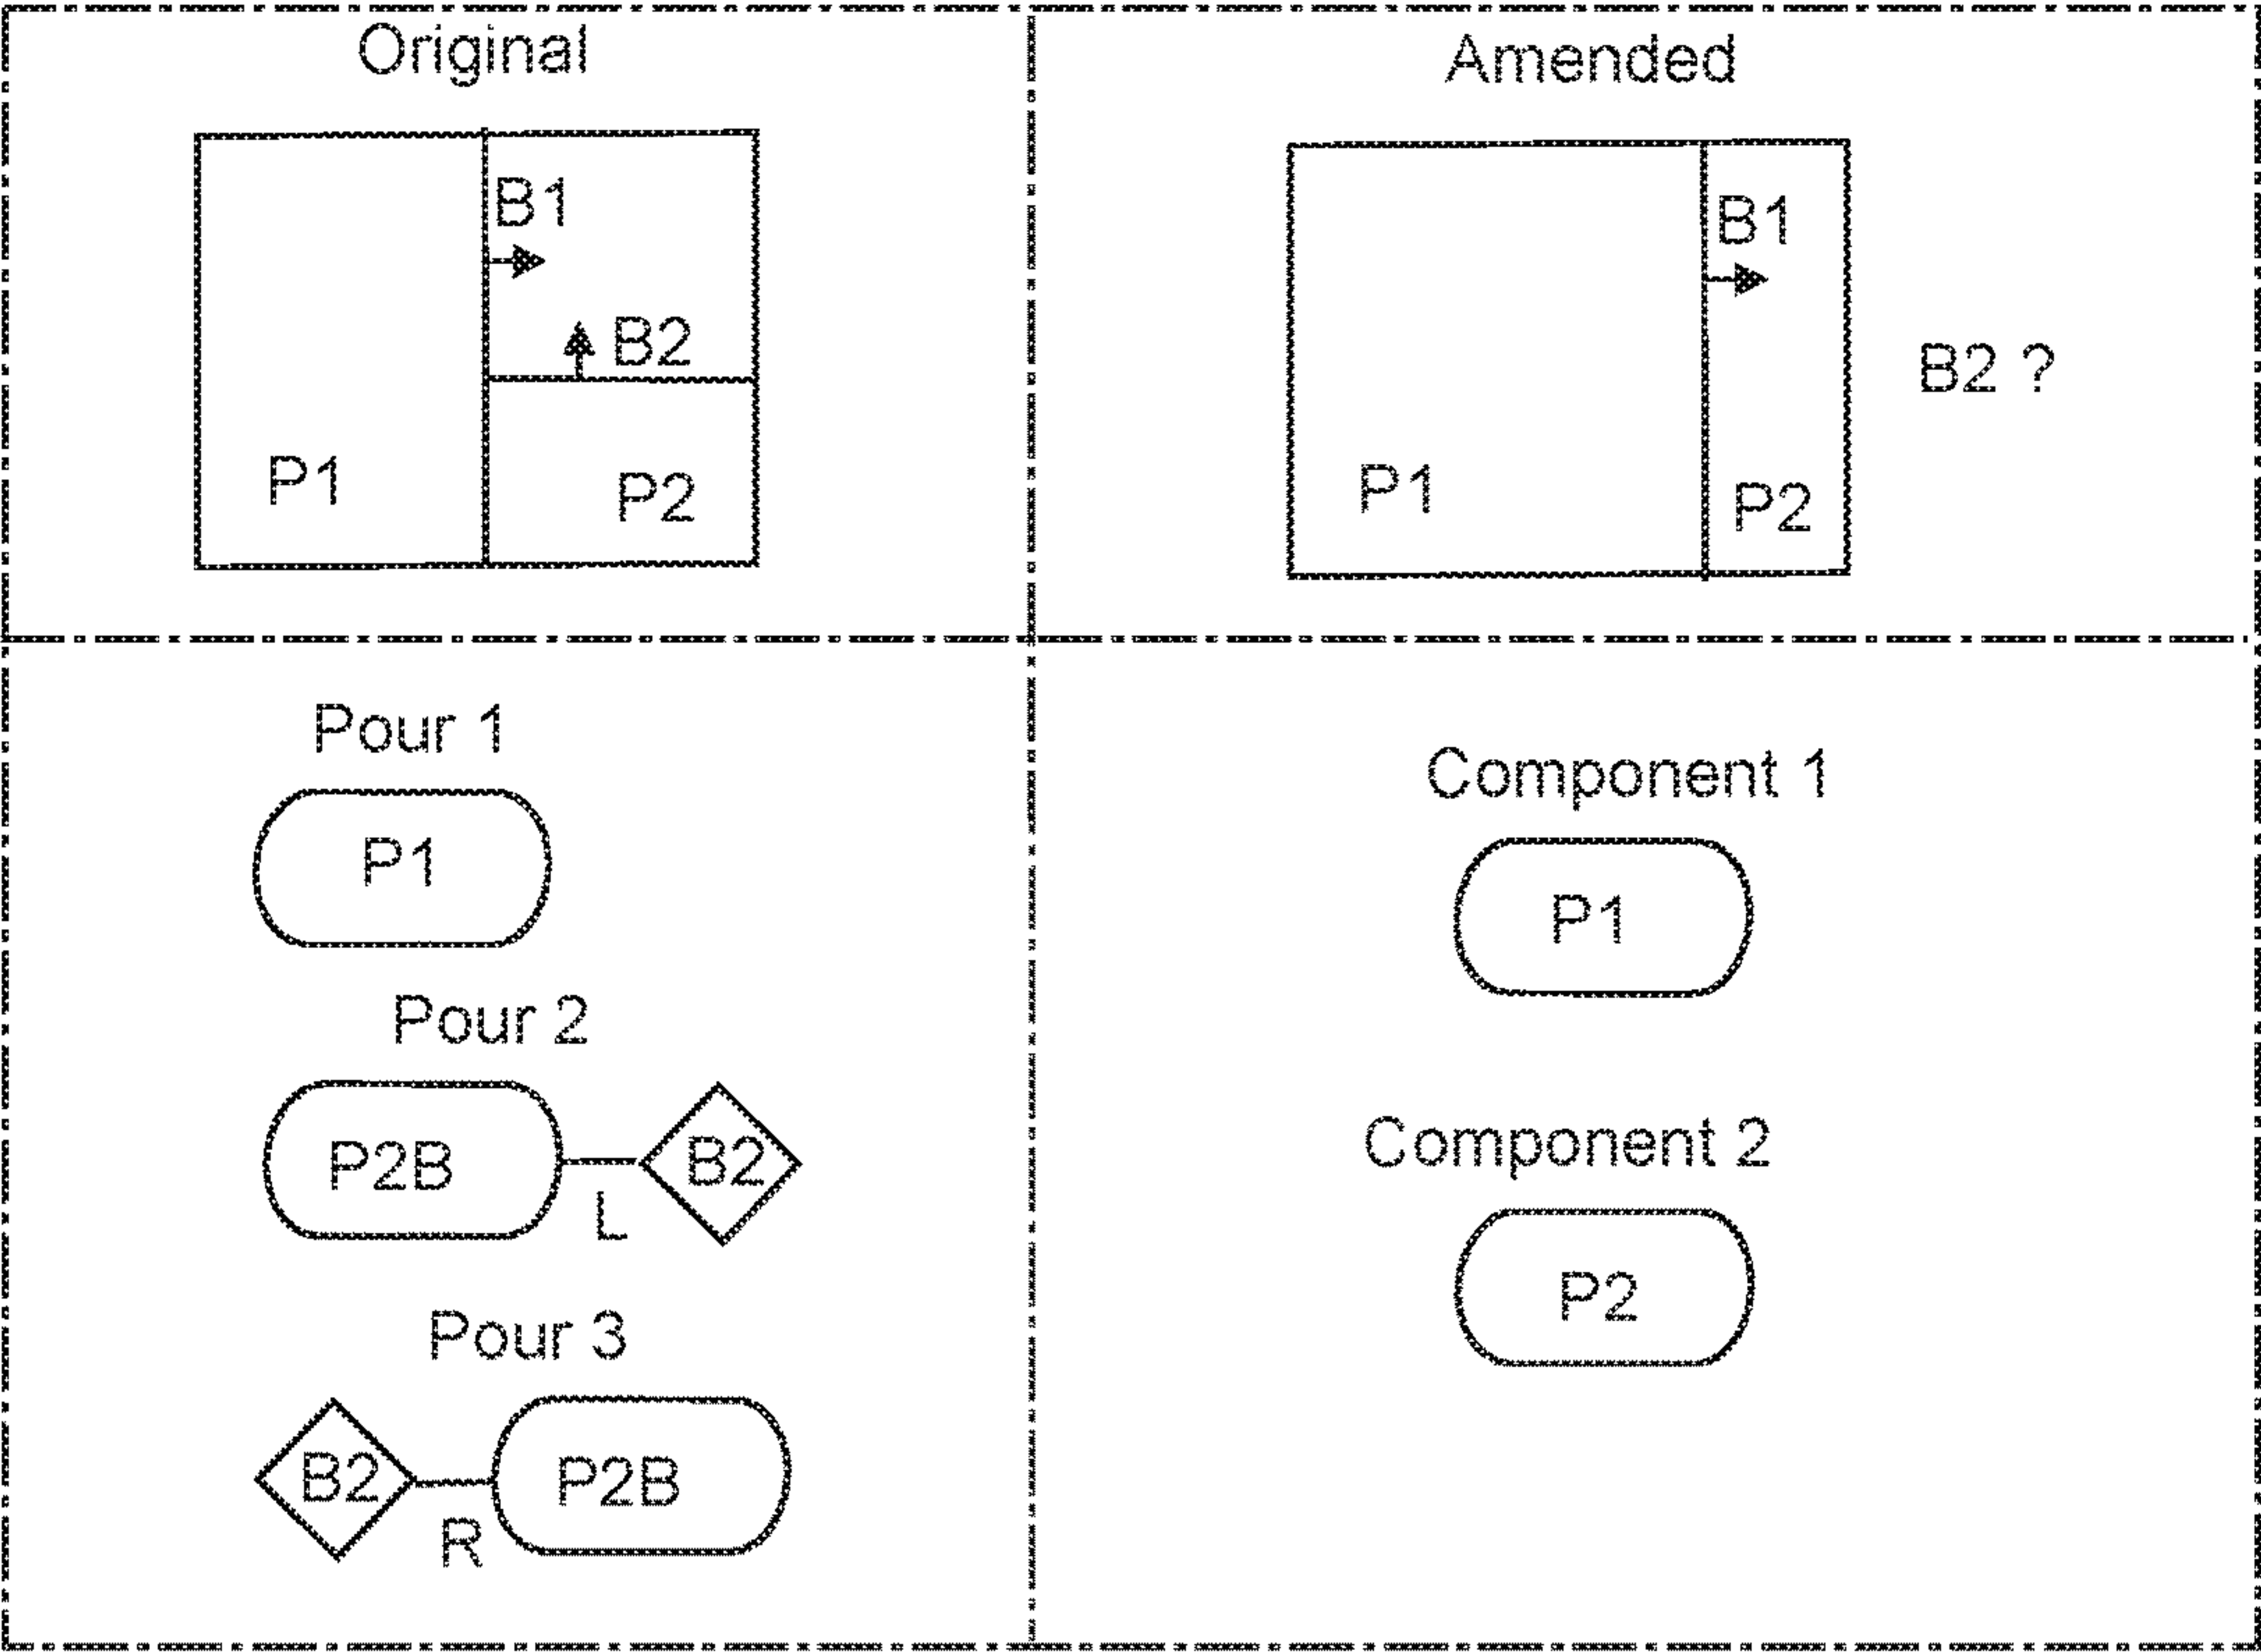 Original
B1
B2
P1
P2
Amended
B1
B2 ?
P1
P2
Pour 1
P1
Pour 2
P2B
B2
L
Pour 3
B2
P2B
R
Component 1
P1
Component 2
P2